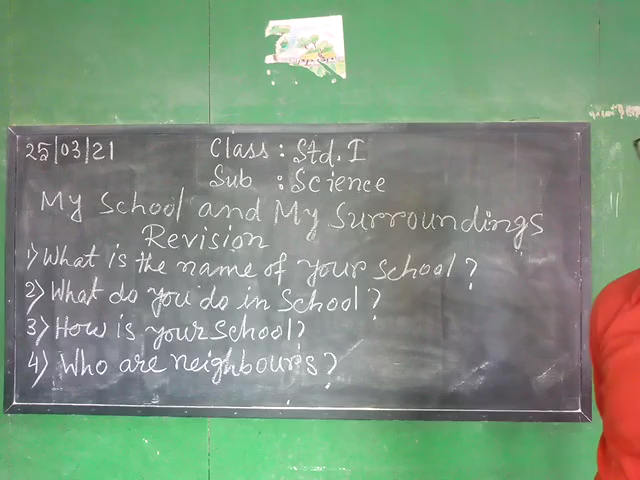 25/03/21
Class : Std. I
Sub : Science
My School and My Surroundings
Revision
1) What is the name of your school ?
2) What do you do in school ?
3) How is your school?
4) Who are neighbours ?